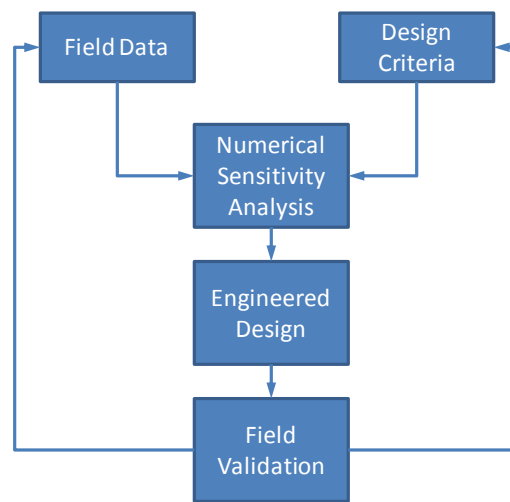 Field Data
Design
Criteria
Numerical
Sensitivity
Analysis
Engineered
Design
Field
Validation